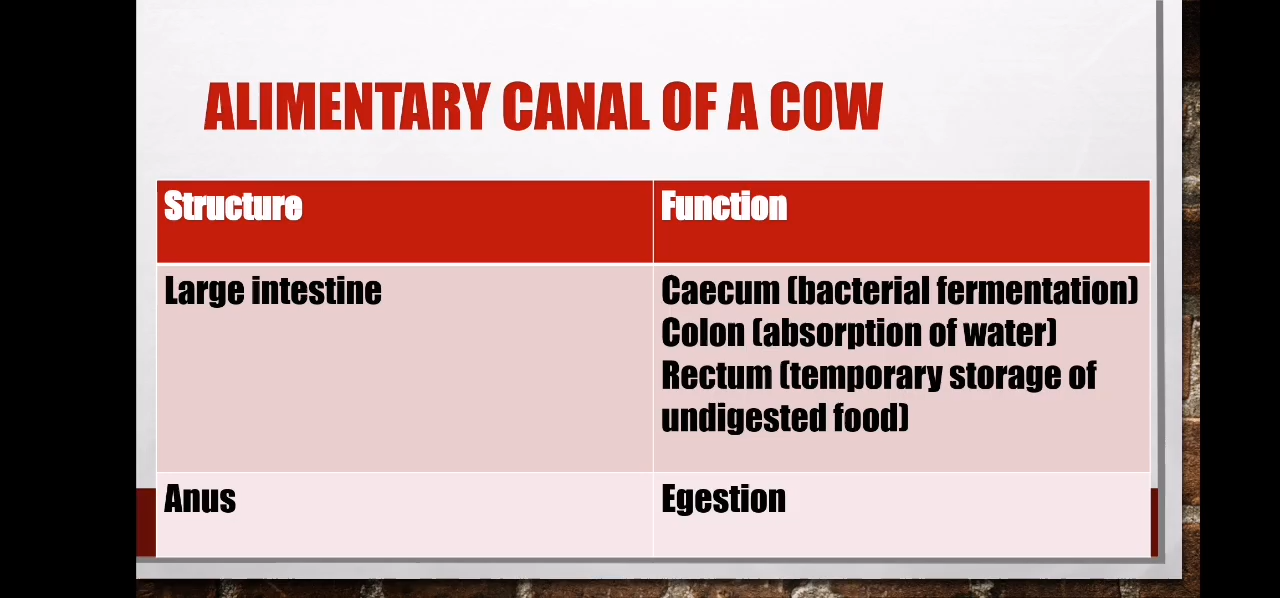 ALIMENTARY CANAL OF A COW
Structure
Function
Large intestine
Caecum (bacterial fermentation)
Colon (absorption of water)
Rectum (temporary storage of
undigested food)
Anus
Egestion